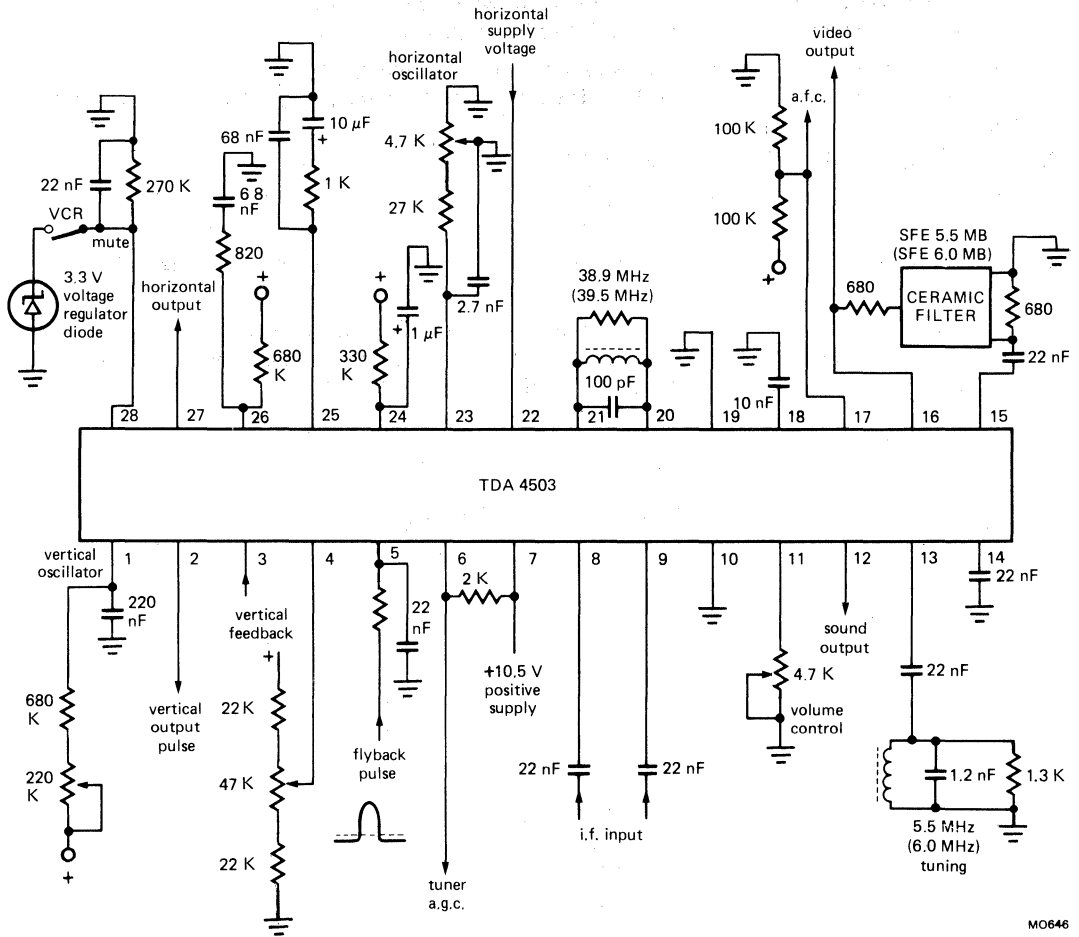 horizontal
supply
voltage
video
output
horizontal
oscillator
a.f.c.
10 µF
+
68 nF
4.7 K
100 K
22 nF
270 K
1 K
27 K
100 K
VCR
mute
6 8
nF
820
SFE 5.5 MB
(SFE 6.0 MB)
3.3 V
voltage
regulator
diode
horizontal
output
+
+
38.9 MHz
(39.5 MHz)
+
680
CERAMIC
FILTER
680
2.7 nF
+
1 µF
680
K
330
K
22 nF
100 pF
10 nF
28
27
26
25
24
23
22
21
20
19
18
17
16
15
TDA 4503
1
2
3
4
5
6
7
8
9
10
11
12
13
14
vertical
oscillator
220
nF
vertical
feedback
+
22
nF
2 K
22 nF
+10.5 V
positive
supply
sound
output
680
K
vertical
output
pulse
22 K
flyback
pulse
4.7 K
volume
control
22 nF
220
K
47 K
22 nF
22 nF
1.2 nF
1.3 K
i.f. input
5.5 MHz
(6.0 MHz)
tuning
+
22 K
tuner
a.g.c.
MO646